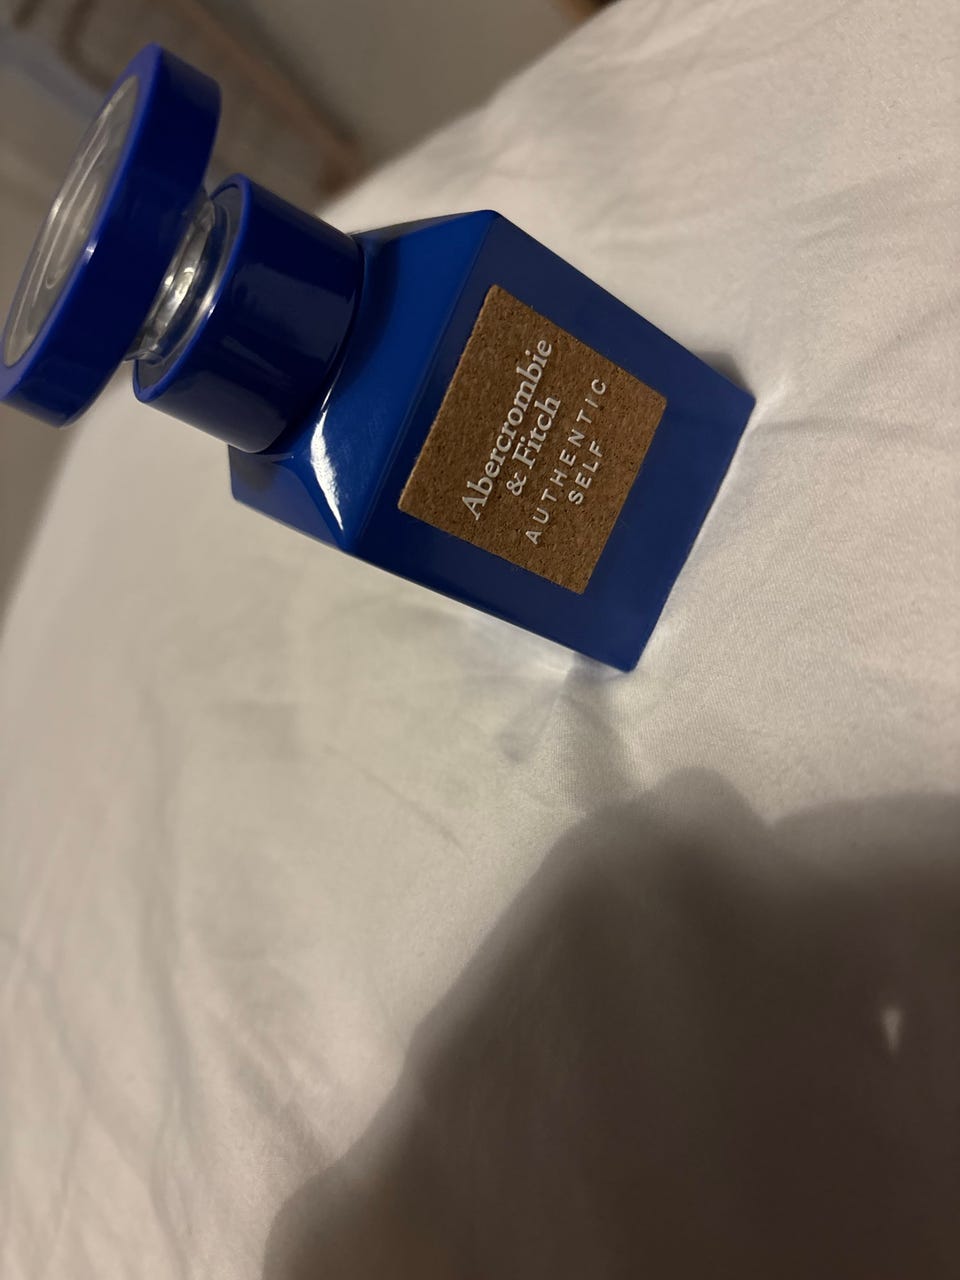 Abercrombie
& Fitch
AUTHENTIC
SELF